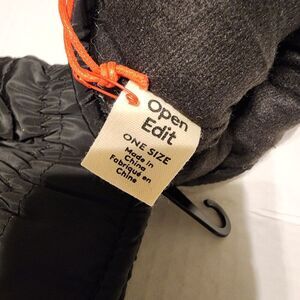 Open
Edit
ONE SIZE
Made in
China
Fabriqué en
Chine